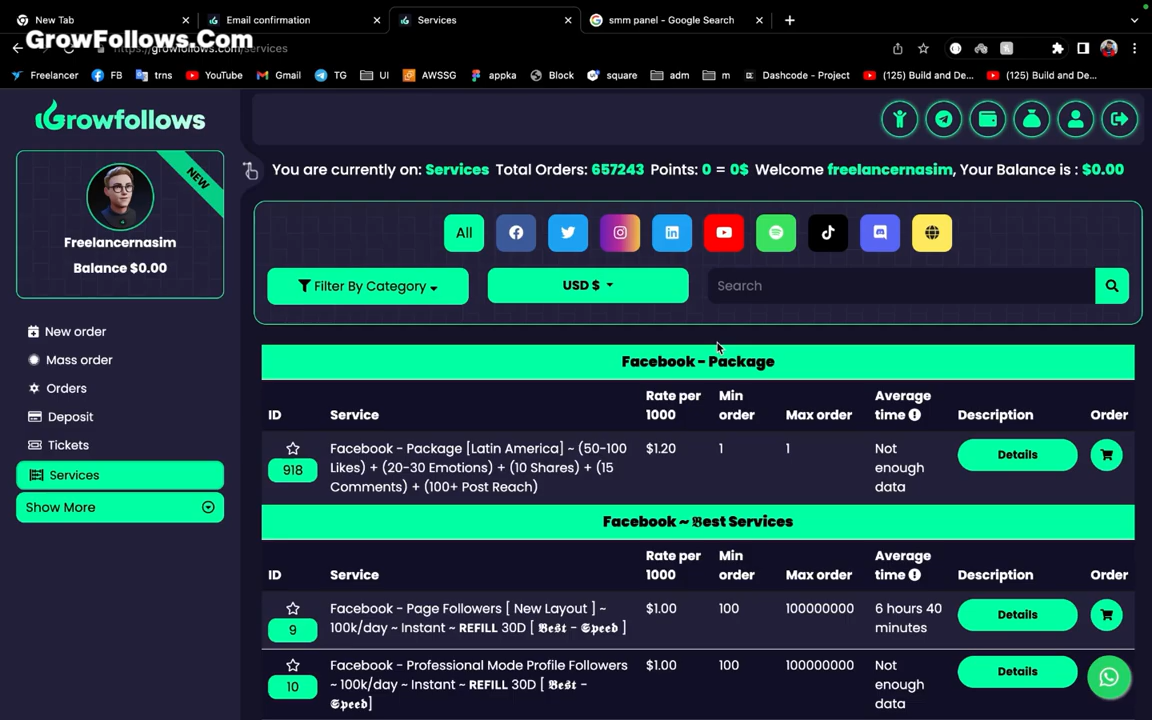 New Tab
Email confirmation
Services
smm panel - Google Search
GrowFollows.Com
https://growfollows.com/services
Freelancer
FB
trns
YouTube
Gmail
TG
UI
AWSSG
appka
Block
square
adm
m
Dashcode - Project
(125) Build and De...
(125) Build and De...
Growfollows
NEW
Freelancernasim
Balance $0.00
New order
Mass order
Orders
Deposit
Tickets
Services
Show More
You are currently on: Services Total Orders: 657243 Points: 0 = 0$ Welcome freelancernasim, Your Balance is : $0.00
All
Filter By Category
USD $
Search
Facebook - Package
ID Service Rate per 1000 Min order Max order Average time Description Order
918
Facebook - Package [Latin America] ~ (50-100
Likes) + (20-30 Emotions) + (10 Shares) + (15
Comments) + (100+ Post Reach)
$1.20
1
1
Not
enough
data
Details
Facebook ~ 𝕭est Services
ID Service Rate per 1000 Min order Max order Average time Description Order
9
Facebook - Page Followers [ New Layout ] ~
100k/day ~ Instant ~ REFILL 30D [ 𝕭𝖊𝖘𝖙 - 𝕾𝖕𝖊𝖊𝖉 ]
$1.00
100
100000000
6 hours 40
minutes
Details
10
Facebook - Professional Mode Profile Followers
~ 100k/day ~ Instant ~ REFILL 30D [ 𝕭𝖊𝖘𝖙 -
𝕾𝖕𝖊𝖊𝖉]
$1.00
100
100000000
Not
enough
data
Details